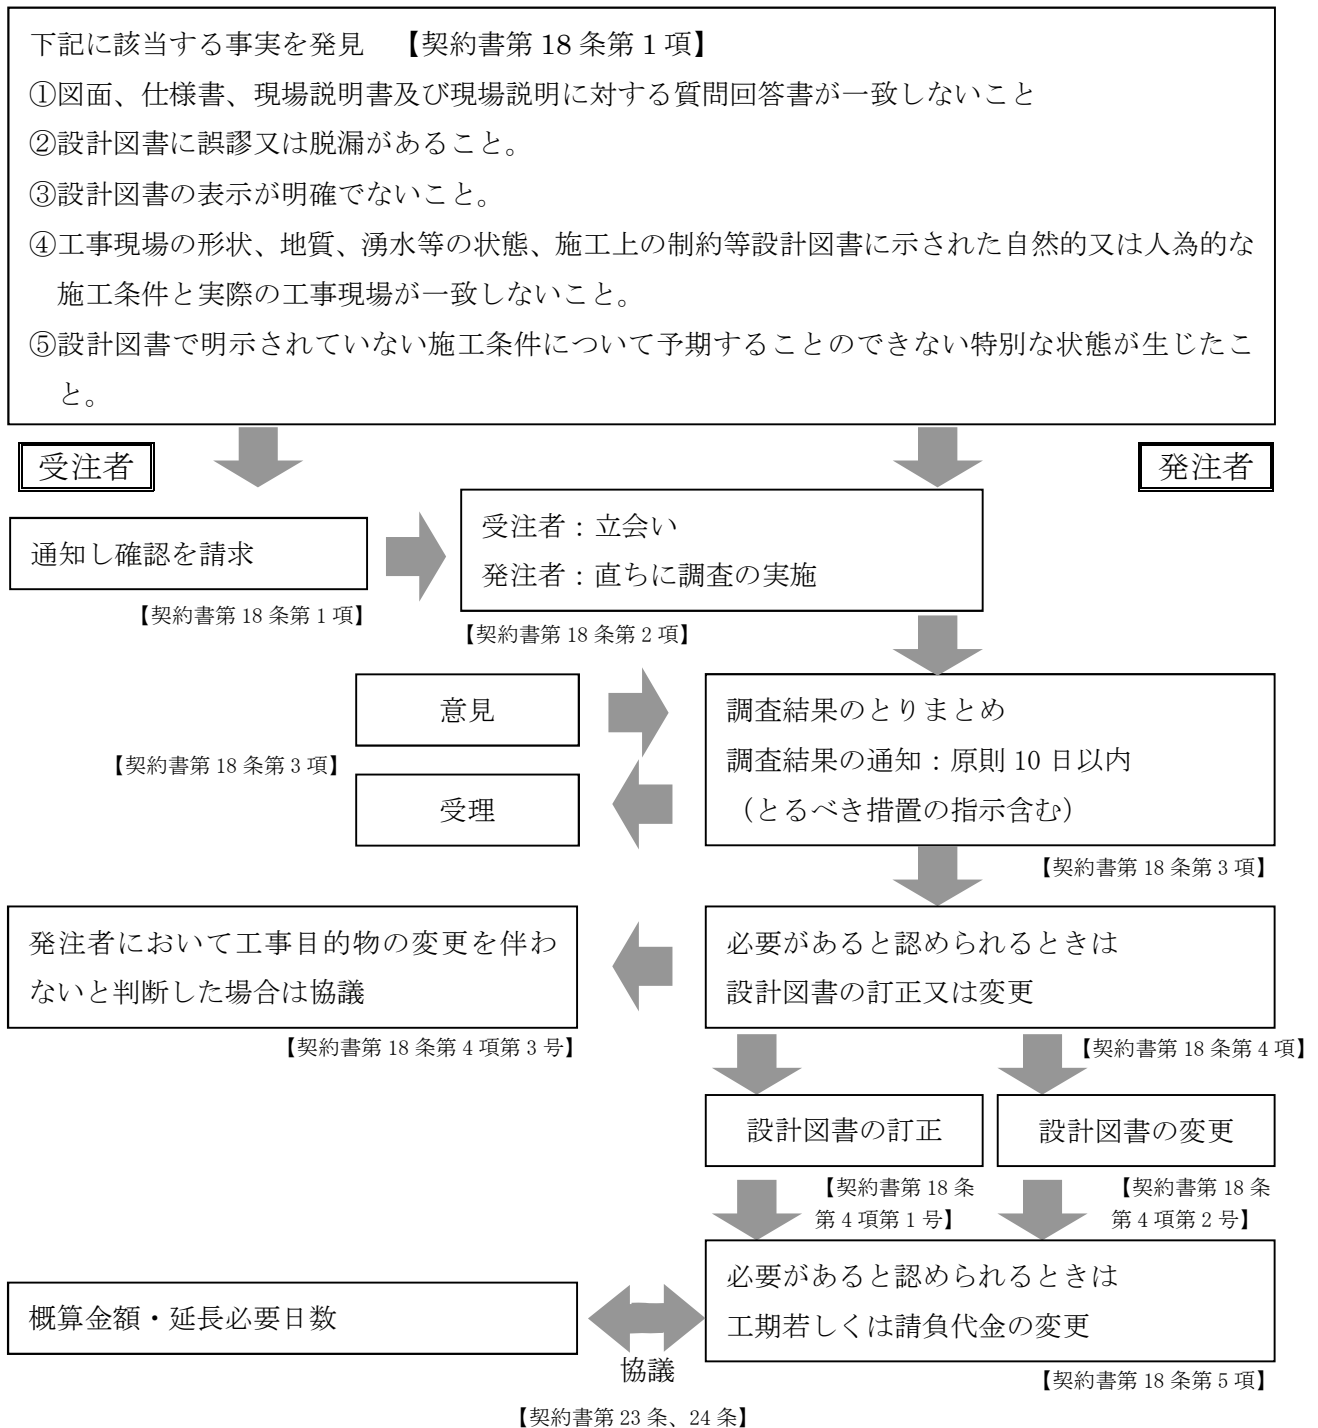 下記に該当する事実を発見 【契約書第 18 条第 1 項】
①図面、仕様書、現場説明書及び現場説明に対する質問回答書が一致しないこと
②設計図書に誤謬又は脱漏があること。
③設計図書の表示が明確でないこと。
④工事現場の形状、地質、湧水等の状態、施工上の制約等設計図書に示された自然的又は人為的な
施工条件と実際の工事現場が一致しないこと。
⑤設計図書で明示されていない施工条件について予期することのできない特別な状態が生じたこ
と。
受注者
発注者
通知し確認を請求
【契約書第 18 条第 1 項】
受注者：立会い
発注者：直ちに調査の実施
【契約書第 18 条第 2 項】
意見
【契約書第 18 条第 3 項】
受理
調査結果のとりまとめ
調査結果の通知：原則 10 日以内
（とるべき措置の指示含む）
【契約書第 18 条第 3 項】
発注者において工事目的物の変更を伴わ
ないと判断した場合は協議
【契約書第 18 条第 4 項第 3 号】
必要があると認められるときは
設計図書の訂正又は変更
【契約書第 18 条第 4 項】
設計図書の訂正
【契約書第 18 条
第 4 項第 1 号】
設計図書の変更
【契約書第 18 条
第 4 項第 2 号】
概算金額・延長必要日数
協議
【契約書第 23 条、24 条】
必要があると認められるときは
工期若しくは請負代金の変更
【契約書第 18 条第 5 項】